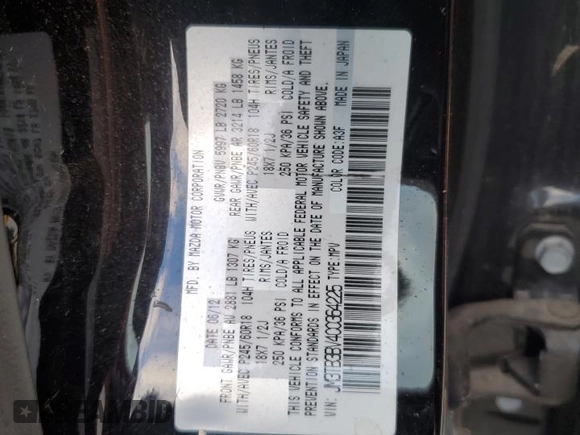 MFD. BY MAZDA MOTOR CORPORATION
DATE: 06/12 GVWR/PNBV 5997 LB 2720 KG
FRONT GAWR/PNBE AV 2881 LB 1307 KG REAR GAWR/PNBE AR 3214 LB 1458 KG
WITH/AVEC P245/60R18 104H TIRES/PNEUS WITH/AVEC P245/60R18 104H TIRES/PNEUS
18X7 1/2J RIMS/JANTES 18X7 1/2J RIMS/JANTES
250 KPA/36 PSI COLD/A FROID 250 KPA/36 PSI COLD/A FROID
THIS VEHICLE CONFORMS TO ALL APPLICABLE FEDERAL MOTOR VEHICLE SAFETY AND THEFT
PREVENTION STANDARDS IN EFFECT ON THE DATE OF MANUFACTURE SHOWN ABOVE.
VIN: JM3TB3BV4C0364225 TYPE:MPV COLOR CODE:A3F MADE IN JAPAN